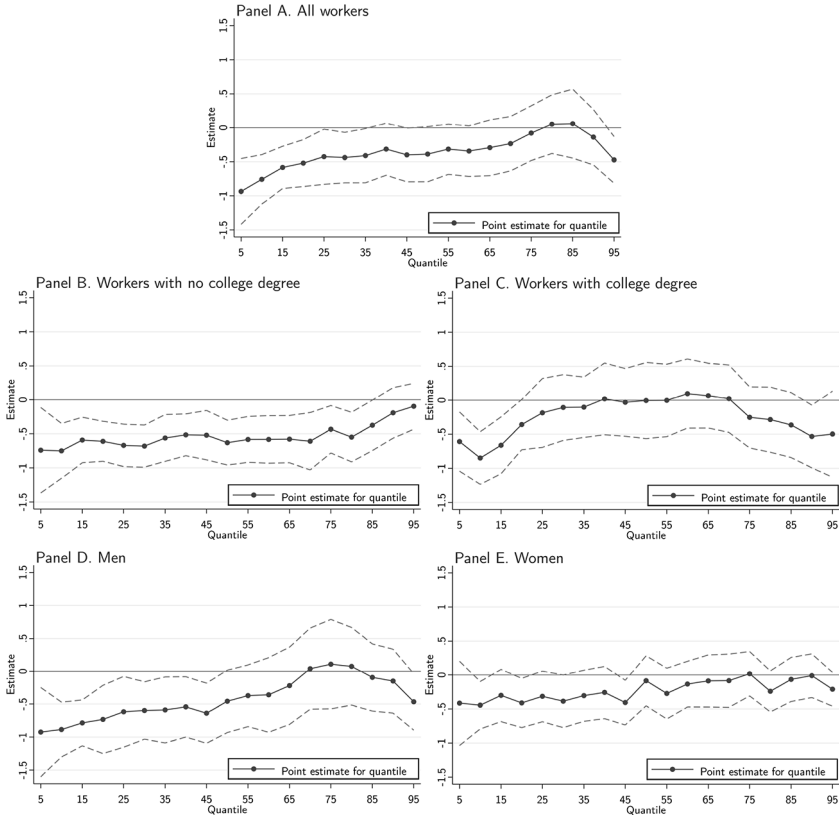 Panel A. All workers
1.5
1
.5
0
-.5
-1
-1.5
Estimate
Point estimate for quantile
5 15 25 35 45 55 65 75 85 95
Quantile
Panel B. Workers with no college degree
1.5
1
.5
0
-.5
-1
-1.5
Estimate
Point estimate for quantile
5 15 25 35 45 55 65 75 85 95
Quantile
Panel C. Workers with college degree
1.5
1
.5
0
-.5
-1
-1.5
Estimate
Point estimate for quantile
5 15 25 35 45 55 65 75 85 95
Quantile
Panel D. Men
1.5
1
.5
0
-.5
-1
-1.5
Estimate
Point estimate for quantile
5 15 25 35 45 55 65 75 85 95
Quantile
Panel E. Women
1.5
1
.5
0
-.5
-1
-1.5
Estimate
Point estimate for quantile
5 15 25 35 45 55 65 75 85 95
Quantile